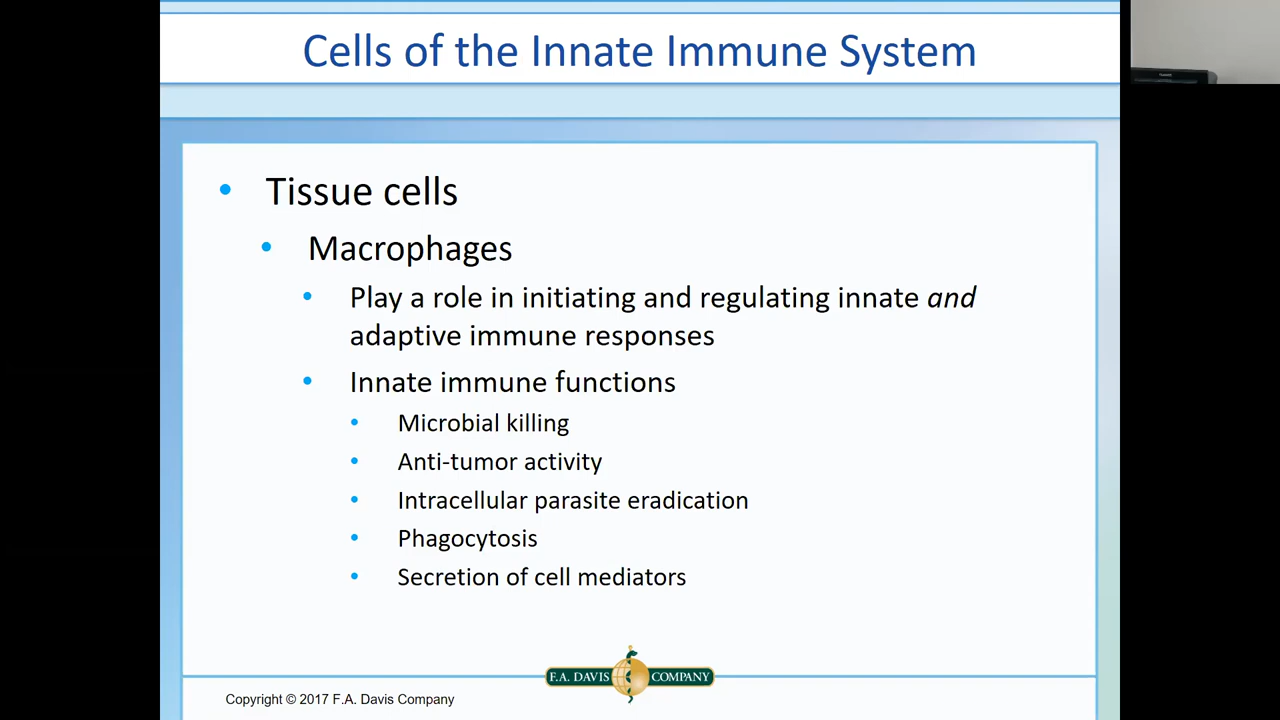 Cells of the Innate Immune System
• Tissue cells
• Macrophages
• Play a role in initiating and regulating innate and
adaptive immune responses
• Innate immune functions
• Microbial killing
• Anti-tumor activity
• Intracellular parasite eradication
• Phagocytosis
• Secretion of cell mediators
F.A. DAVIS COMPANY
Copyright © 2017 F.A. Davis Company